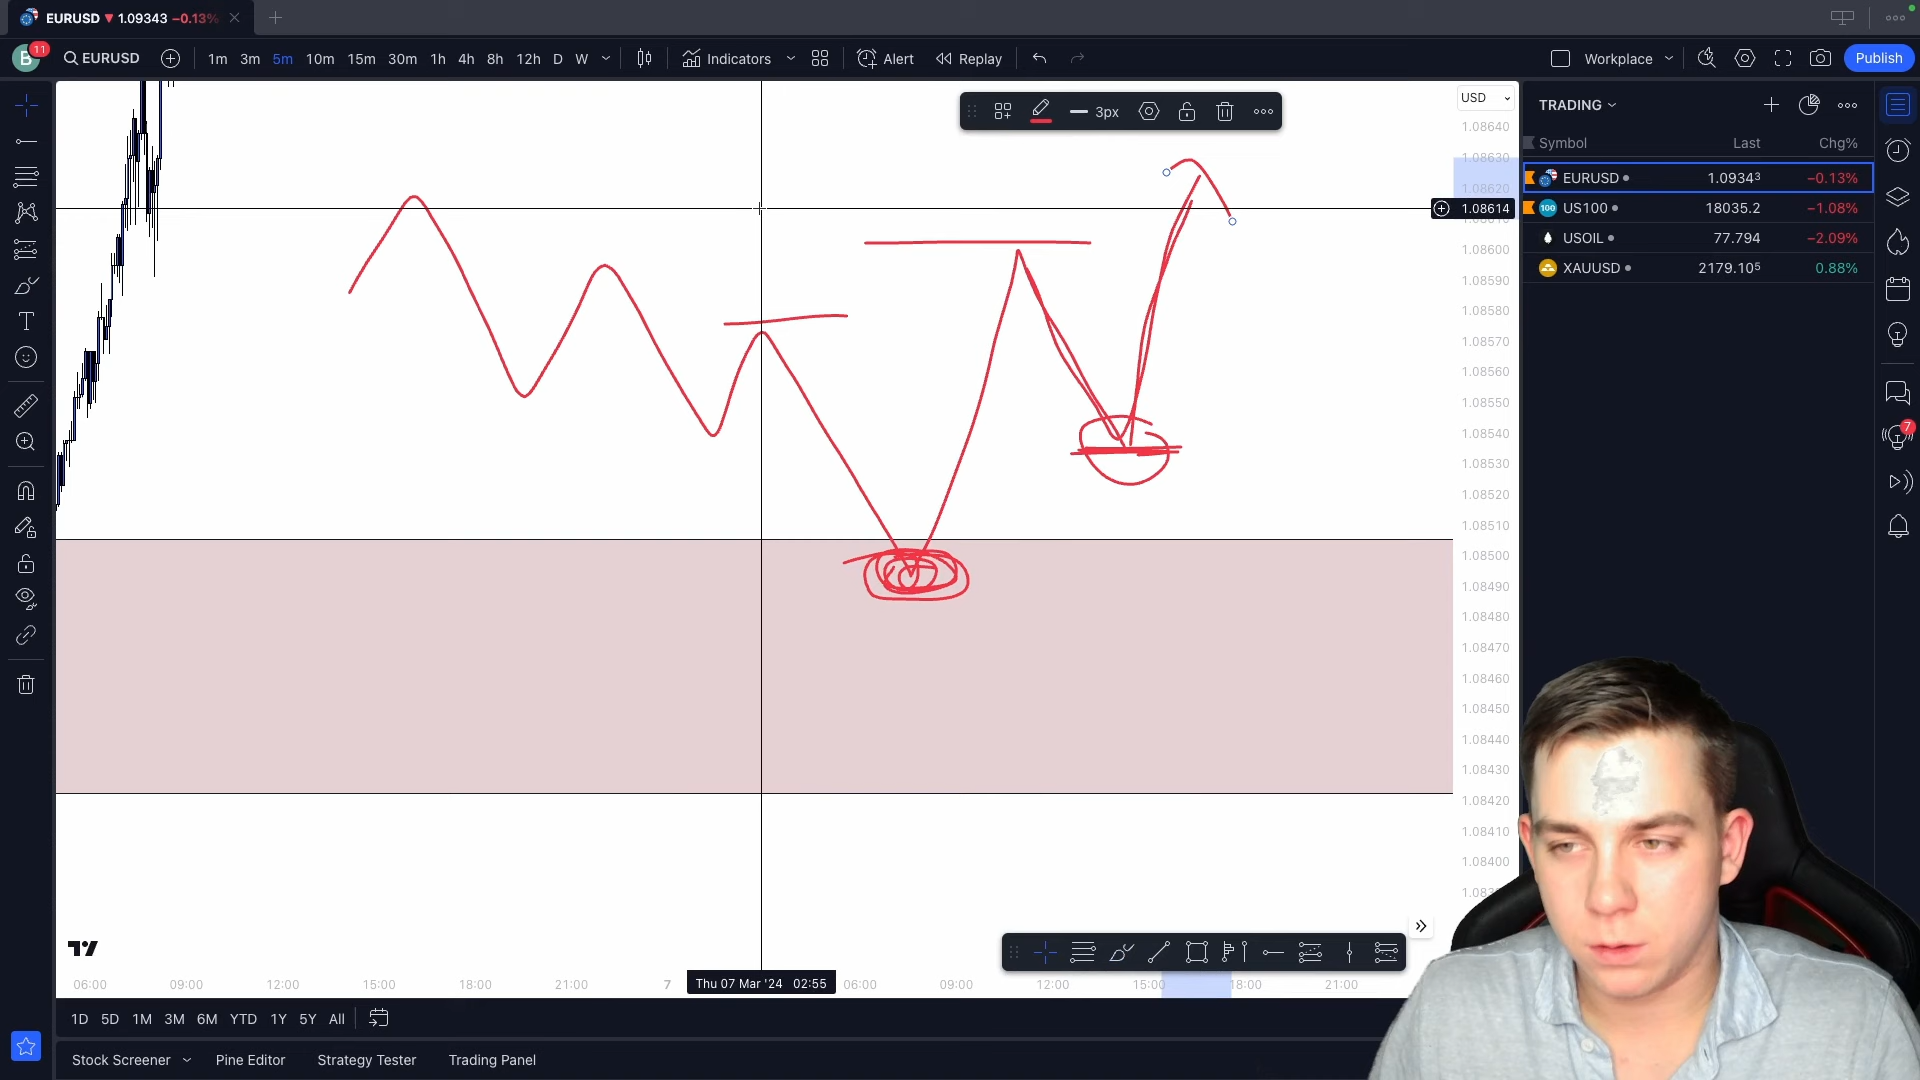 EURUSD 1.09343 −0.13%
B 11 EURUSD 1m 3m 5m 10m 15m 30m 1h 4h 8h 12h D W Indicators Alert Replay Workplace Publish
3px
USD
1.08640
1.08630
1.08620
1.08614
1.08600
1.08590
1.08580
1.08570
1.08560
1.08550
1.08540
1.08530
1.08520
1.08510
1.08500
1.08490
1.08480
1.08470
1.08460
1.08450
1.08440
1.08430
1.08420
1.08410
1.08400
TRADING
Symbol Last Chg%
EURUSD 1.09343 −0.13%
100 US100 18035.2 −1.08%
USOIL 77.794 −2.09%
XAUUSD 2179.105 0.88%
7
06:00 09:00 12:00 15:00 18:00 21:00 7 Thu 07 Mar '24 02:55 06:00 09:00 12:00 15:00 18:00 21:00
1D 5D 1M 3M 6M YTD 1Y 5Y All
Stock Screener Pine Editor Strategy Tester Trading Panel